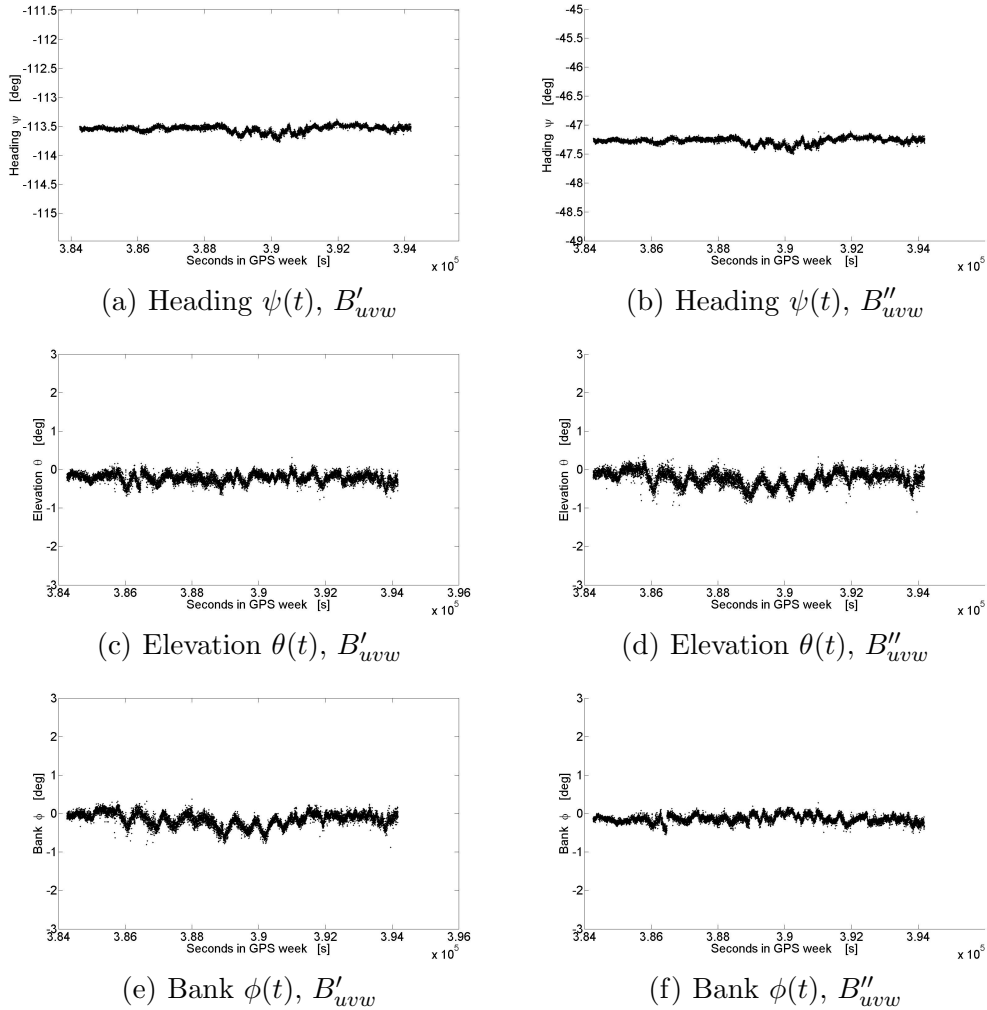 -111.5
-112
-112.5
-113
-113.5
-114
-114.5
-115
Heading ψ [deg]
3.84 3.86 3.88 3.9 3.92 3.94
Seconds in GPS week [s]
x 10^5
(a) Heading ψ(t), B′_uvw
-45
-45.5
-46
-46.5
-47
-47.5
-48
-48.5
-49
Hading ψ [deg]
3.84 3.86 3.88 3.9 3.92 3.94
Seconds in GPS week [s]
x 10^5
(b) Heading ψ(t), B″_uvw
3
2
1
0
-1
-2
-3
Elevation θ [deg]
3.84 3.86 3.88 3.9 3.92 3.94 3.96
Seconds in GPS week [s]
x 10^5
(c) Elevation θ(t), B′_uvw
3
2
1
0
-1
-2
-3
Elevation θ [deg]
3.84 3.86 3.88 3.9 3.92 3.94
Seconds in GPS week [s]
x 10^5
(d) Elevation θ(t), B″_uvw
3
2
1
0
-1
-2
-3
Bank ϕ [deg]
3.84 3.86 3.88 3.9 3.92 3.94 3.96
Seconds in GPS week [s]
x 10^5
(e) Bank ϕ(t), B′_uvw
3
2
1
0
-1
-2
-3
Bank ϕ [deg]
3.84 3.86 3.88 3.9 3.92 3.94
Seconds in GPS week [s]
x 10^5
(f) Bank ϕ(t), B″_uvw